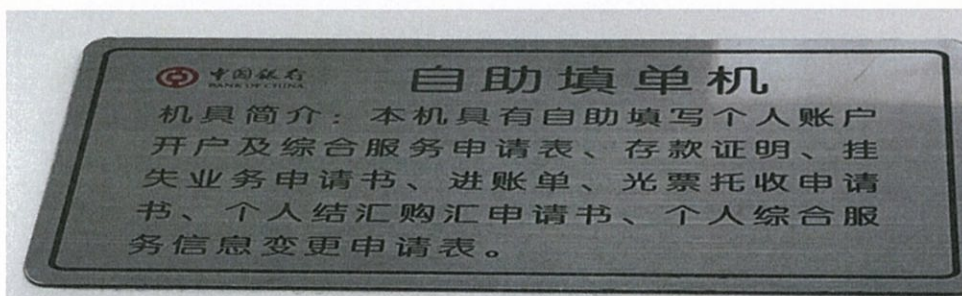 中国银行
BANK OF CHINA
自助填单机
机具简介：本机具有自助填写个人账户
开户及综合服务申请表、存款证明、挂
失业务申请书、进账单、光票托收申请
书、个人结汇购汇申请书、个人综合服
务信息变更申请表。